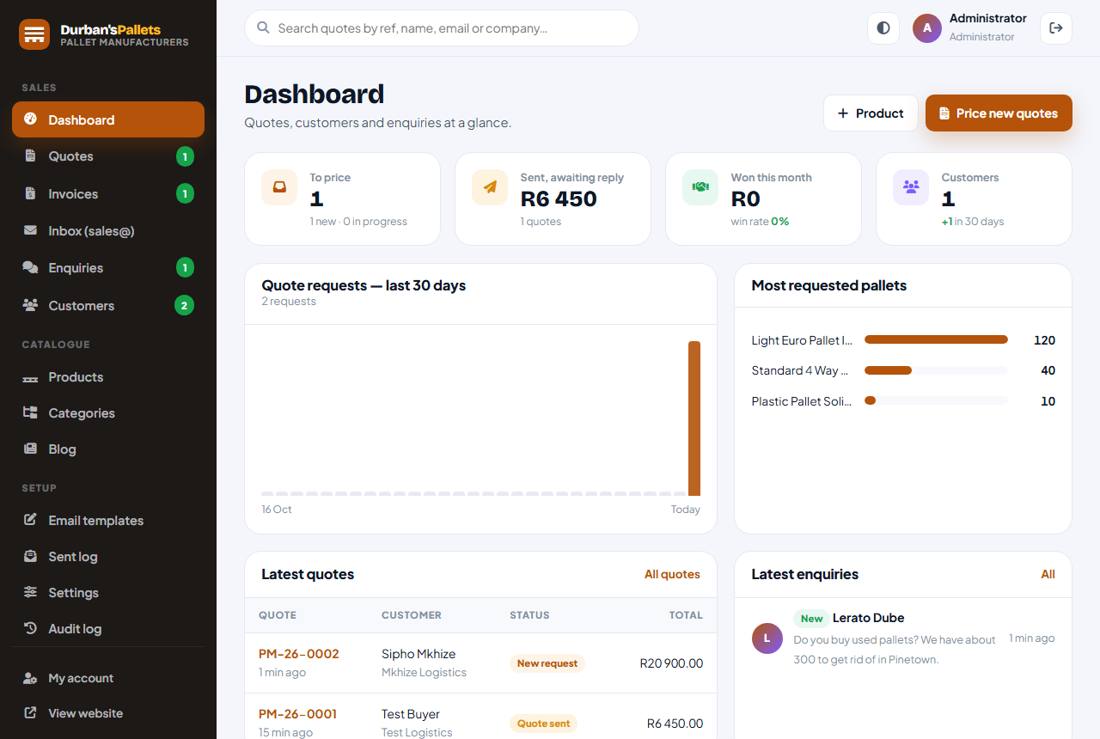 Durban'sPallets
PALLET MANUFACTURERS
SALES
Dashboard
Quotes 1
Invoices 1
Inbox (sales@)
Enquiries 1
Customers 2
CATALOGUE
Products
Categories
Blog
SETUP
Email templates
Sent log
Settings
Audit log
My account
View website
Search quotes by ref, name, email or company...
A
Administrator
Administrator
Dashboard
Quotes, customers and enquiries at a glance.
Product
Price new quotes
To price
1
1 new · 0 in progress
Sent, awaiting reply
R6 450
1 quotes
Won this month
R0
win rate 0%
Customers
1
+1 in 30 days
Quote requests — last 30 days
2 requests
16 Oct
Today
Most requested pallets
Light Euro Pallet I... 120
Standard 4 Way ... 40
Plastic Pallet Soli... 10
Latest quotes
All quotes
QUOTE CUSTOMER STATUS TOTAL
PM-26-0002 Sipho Mkhize New request R20 900.00
1 min ago Mkhize Logistics
PM-26-0001 Test Buyer Quote sent R6 450.00
15 min ago Test Logistics
Latest enquiries
All
L
New Lerato Dube
Do you buy used pallets? We have about 1 min ago
300 to get rid of in Pinetown.